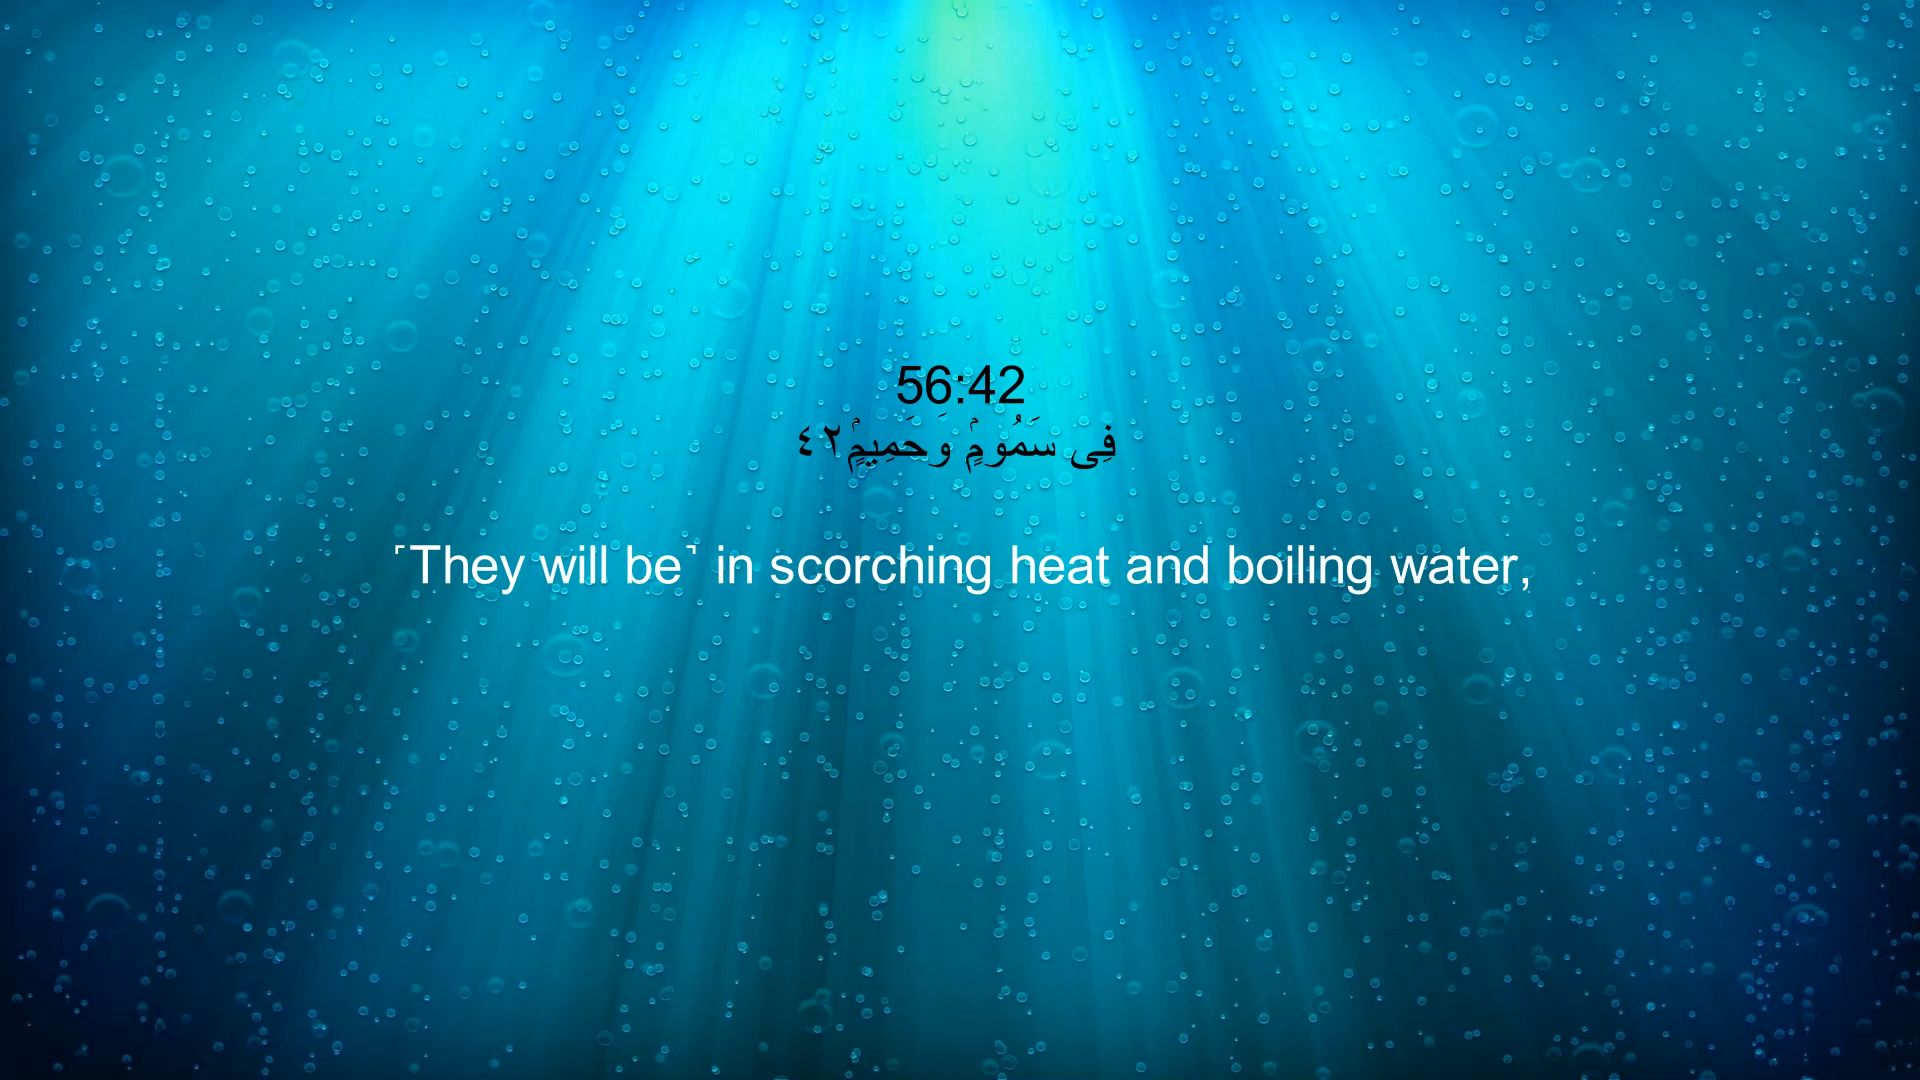 56:42
فِى سَمُومٍۢ وَحَمِيمٍۢ ٤٢
˹They will be˺ in scorching heat and boiling water,